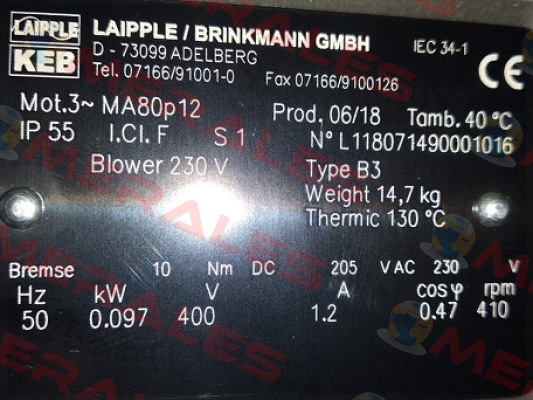 LAIPPLE
KEB
LAIPPLE / BRINKMANN GMBH
D - 73099 ADELBERG
IEC 34-1
CE
Tel. 07166/91001-0 Fax 07166/9100126
Mot.3~ MA80p12 Prod. 06/18 Tamb. 40 °C
IP 55 I.Cl. F S 1 N° L118071490001016
Blower 230 V Type B3
Weight 14,7 kg
Thermic 130 °C
Bremse 10 Nm DC 205 V AC 230 V
Hz kW V A cosφ rpm
50 0.097 400 1.2 0.47 410